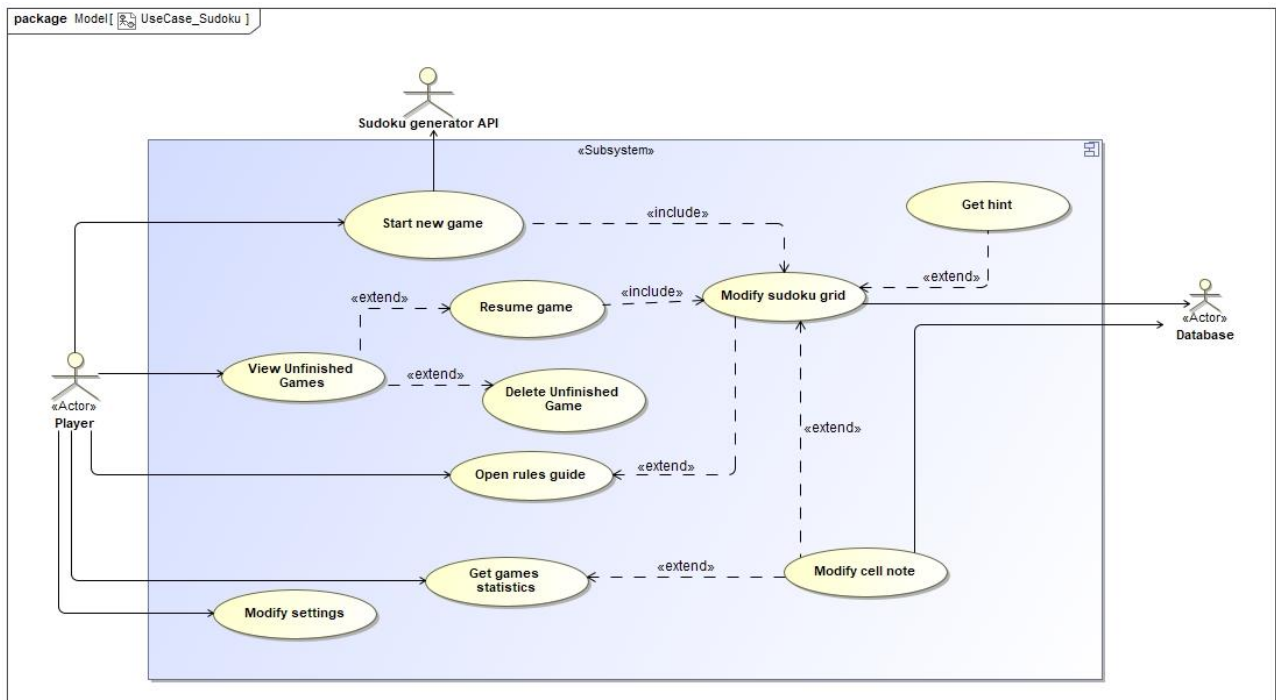 package Model[ UseCase_Sudoku ]
Sudoku generator API
«Subsystem»
Start new game
«include»
Get hint
«extend»
«extend»
Resume game
«include»
Modify sudoku grid
«Actor»
Database
View Unfinished
Games
«extend»
Delete Unfinished
Game
«Actor»
Player
«extend»
Open rules guide
«extend»
Get games
statistics
«extend»
Modify cell note
Modify settings